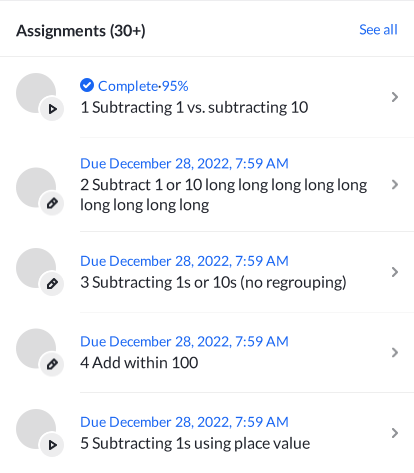 Assignments (30+)
See all
Complete·95%
1 Subtracting 1 vs. subtracting 10
Due December 28, 2022, 7:59 AM
2 Subtract 1 or 10 long long long long long
long long long long
Due December 28, 2022, 7:59 AM
3 Subtracting 1s or 10s (no regrouping)
Due December 28, 2022, 7:59 AM
4 Add within 100
Due December 28, 2022, 7:59 AM
5 Subtracting 1s using place value